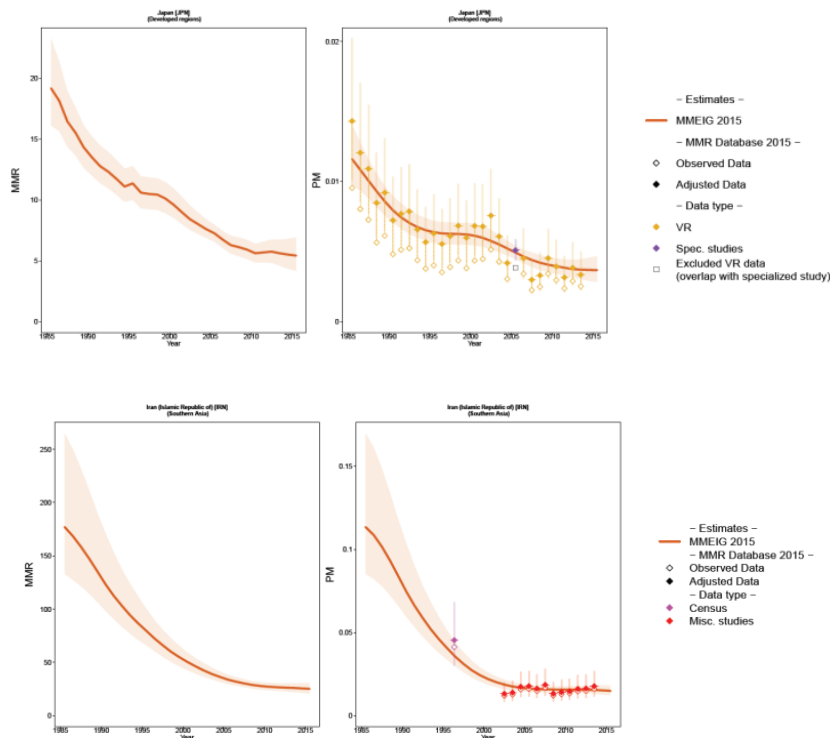 Japan [JPN]
(Developed regions)
MMR
0
5
10
15
20
1985
1990
1995
2000
2005
2010
2015
Year
Japan [JPN]
(Developed regions)
PM
0
0.01
0.02
1985
1990
1995
2000
2005
2010
2015
Year
– Estimates –
MMEIG 2015
– MMR Database 2015 –
Observed Data
Adjusted Data
– Data type –
VR
Spec. studies
Excluded VR data
(overlap with specialized study)
Iran (Islamic Republic of) [IRN]
(Southern Asia)
MMR
0
50
100
150
200
250
1985
1990
1995
2000
2005
2010
2015
Year
Iran (Islamic Republic of) [IRN]
(Southern Asia)
PM
0
0.05
0.1
0.15
1985
1990
1995
2000
2005
2010
2015
Year
– Estimates –
MMEIG 2015
– MMR Database 2015 –
Observed Data
Adjusted Data
– Data type –
Census
Misc. studies